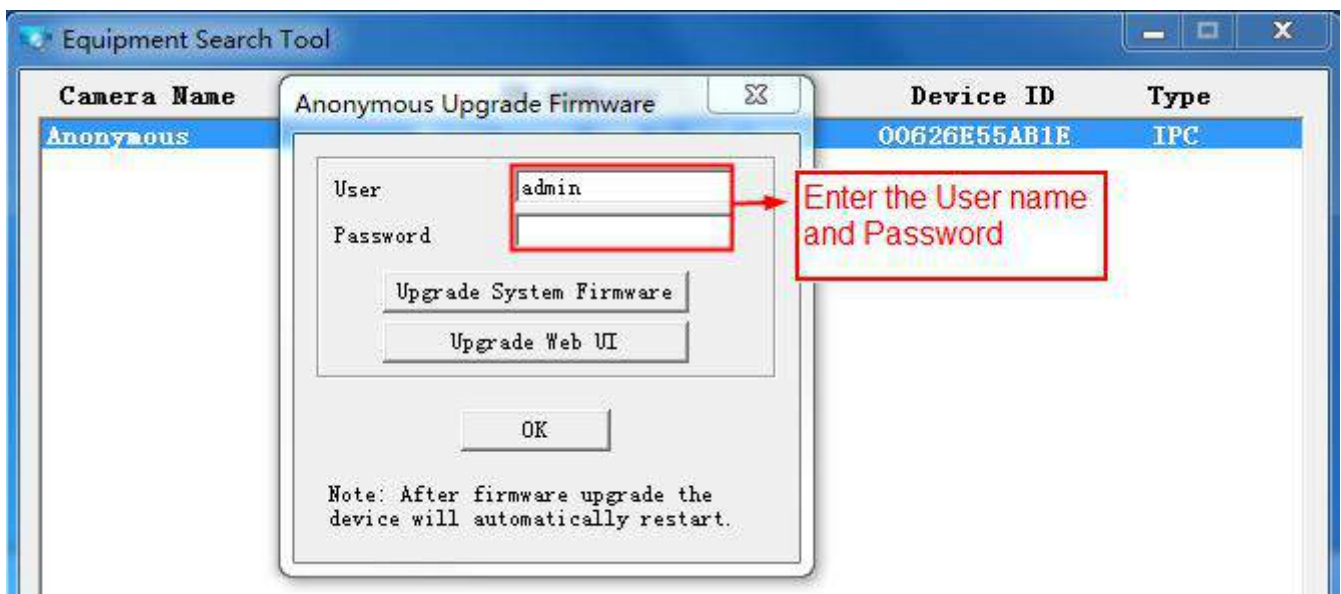 Equipment Search Tool
Camera Name Device ID Type
Anonymous Upgrade Firmware
Anonymous 00626E55AB1E IPC
User admin
Enter the User name
and Password
Password
Upgrade System Firmware
Upgrade Web UI
OK
Note: After firmware upgrade the
device will automatically restart.